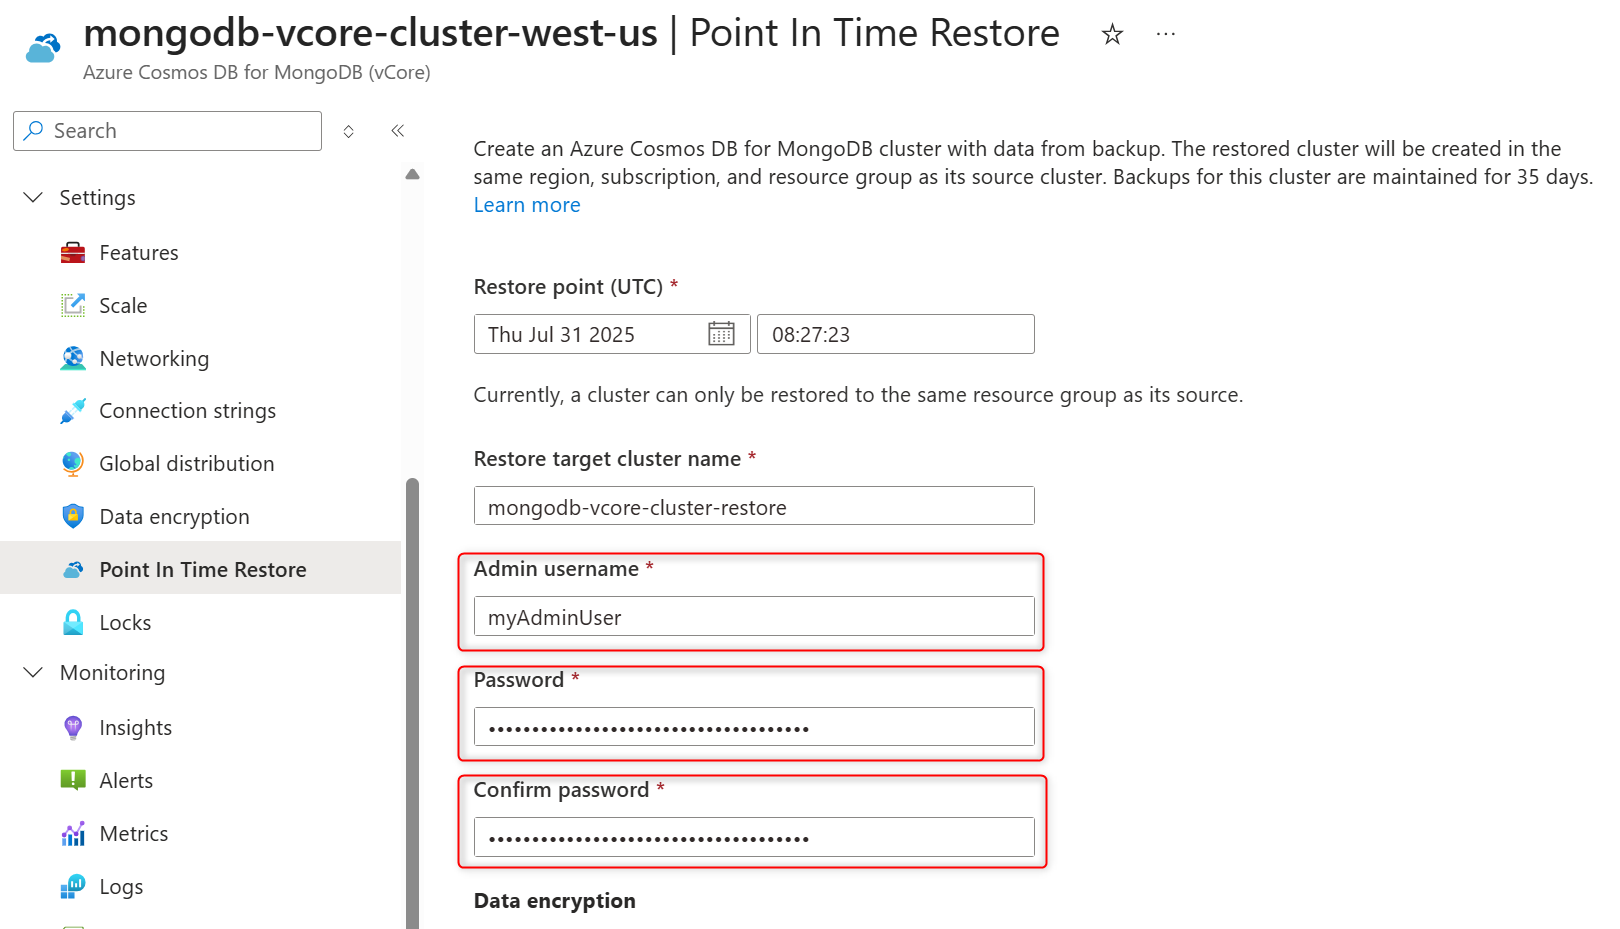 mongodb-vcore-cluster-west-us | Point In Time Restore
Azure Cosmos DB for MongoDB (vCore)
Search
Settings
Features
Scale
Networking
Connection strings
Global distribution
Data encryption
Point In Time Restore
Locks
Monitoring
Insights
Alerts
Metrics
Logs
Create an Azure Cosmos DB for MongoDB cluster with data from backup. The restored cluster will be created in the
same region, subscription, and resource group as its source cluster. Backups for this cluster are maintained for 35 days.
Learn more
Restore point (UTC) *
Thu Jul 31 2025
08:27:23
Currently, a cluster can only be restored to the same resource group as its source.
Restore target cluster name *
mongodb-vcore-cluster-restore
Admin username *
myAdminUser
Password *
•••••••••••••••••••••••••••••••••••••
Confirm password *
•••••••••••••••••••••••••••••••••••••
Data encryption